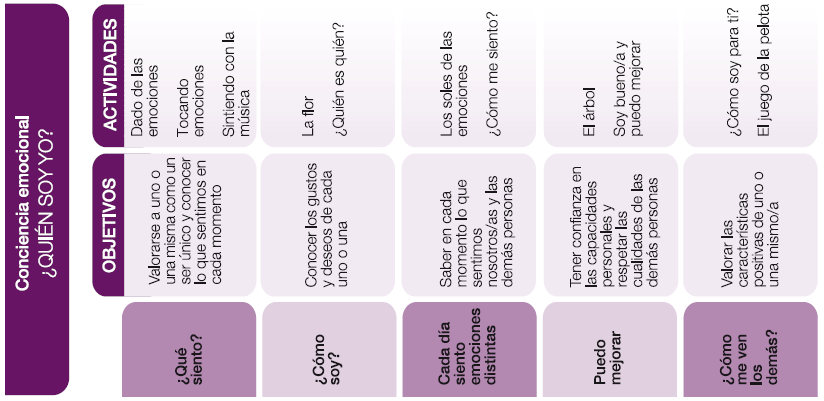 Conciencia emocional
¿QUIÉN SOY YO?
OBJETIVOS
ACTIVIDADES
¿Qué
siento?
Valorarse a uno o
una misma como un
ser único y conocer
lo que sentimos en
cada momento
Dado de las
emociones
Tocando
emociones
Sintiendo con la
música
¿Cómo
soy?
Conocer los gustos
y deseos de cada
uno o una
La flor
¿Quién es quién?
Cada día
siento
emociones
distintas
Saber en cada
momento lo que
sentimos
nosotros/as y las
demás personas
Los soles de las
emociones
¿Cómo me siento?
Puedo
mejorar
Tener confianza en
las capacidades
personales y
respetar las
cualidades de las
demás personas
El árbol
Soy bueno/a y
puedo mejorar
¿Cómo
me ven
los
demás?
Valorar las
características
positivas de uno o
una mismo/a
¿Cómo soy para ti?
El juego de la pelota